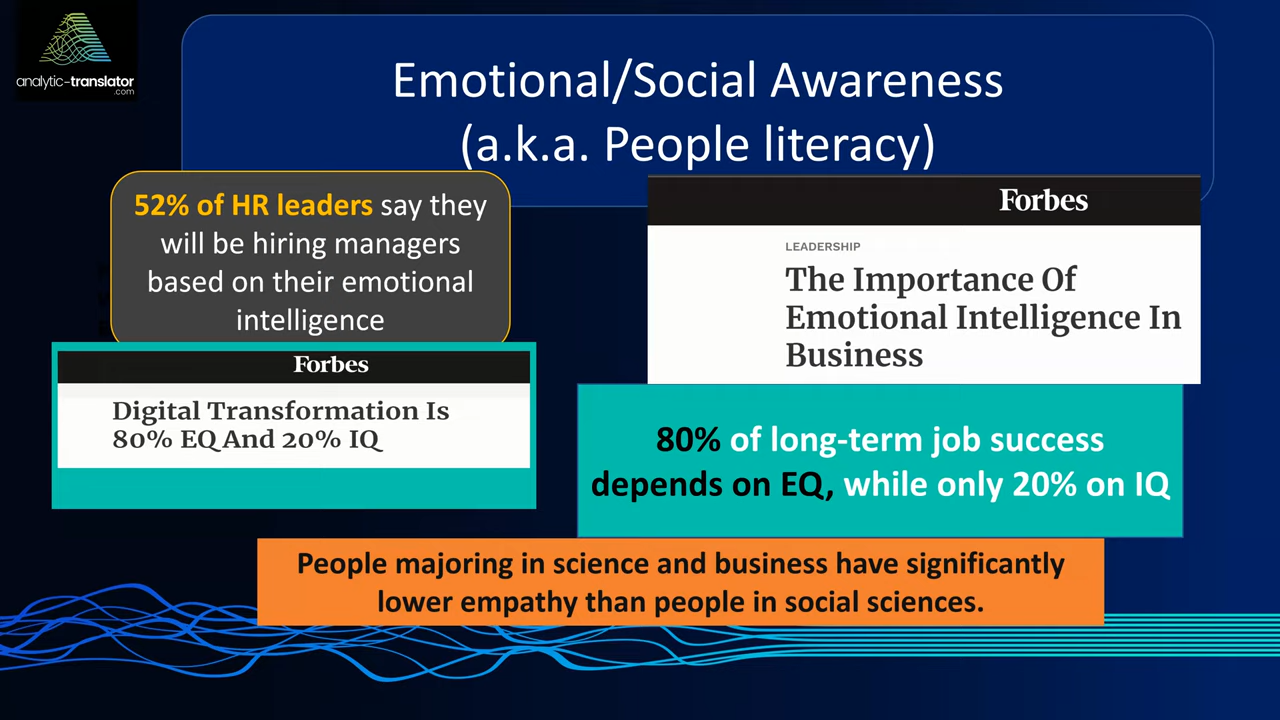 analytic-translator
.com
Emotional/Social Awareness
(a.k.a. People literacy)
52% of HR leaders say they
will be hiring managers
based on their emotional
intelligence
Forbes
Digital Transformation Is
80% EQ And 20% IQ
Forbes
LEADERSHIP
The Importance Of
Emotional Intelligence In
Business
80% of long-term job success
depends on EQ, while only 20% on IQ
People majoring in science and business have significantly
lower empathy than people in social sciences.